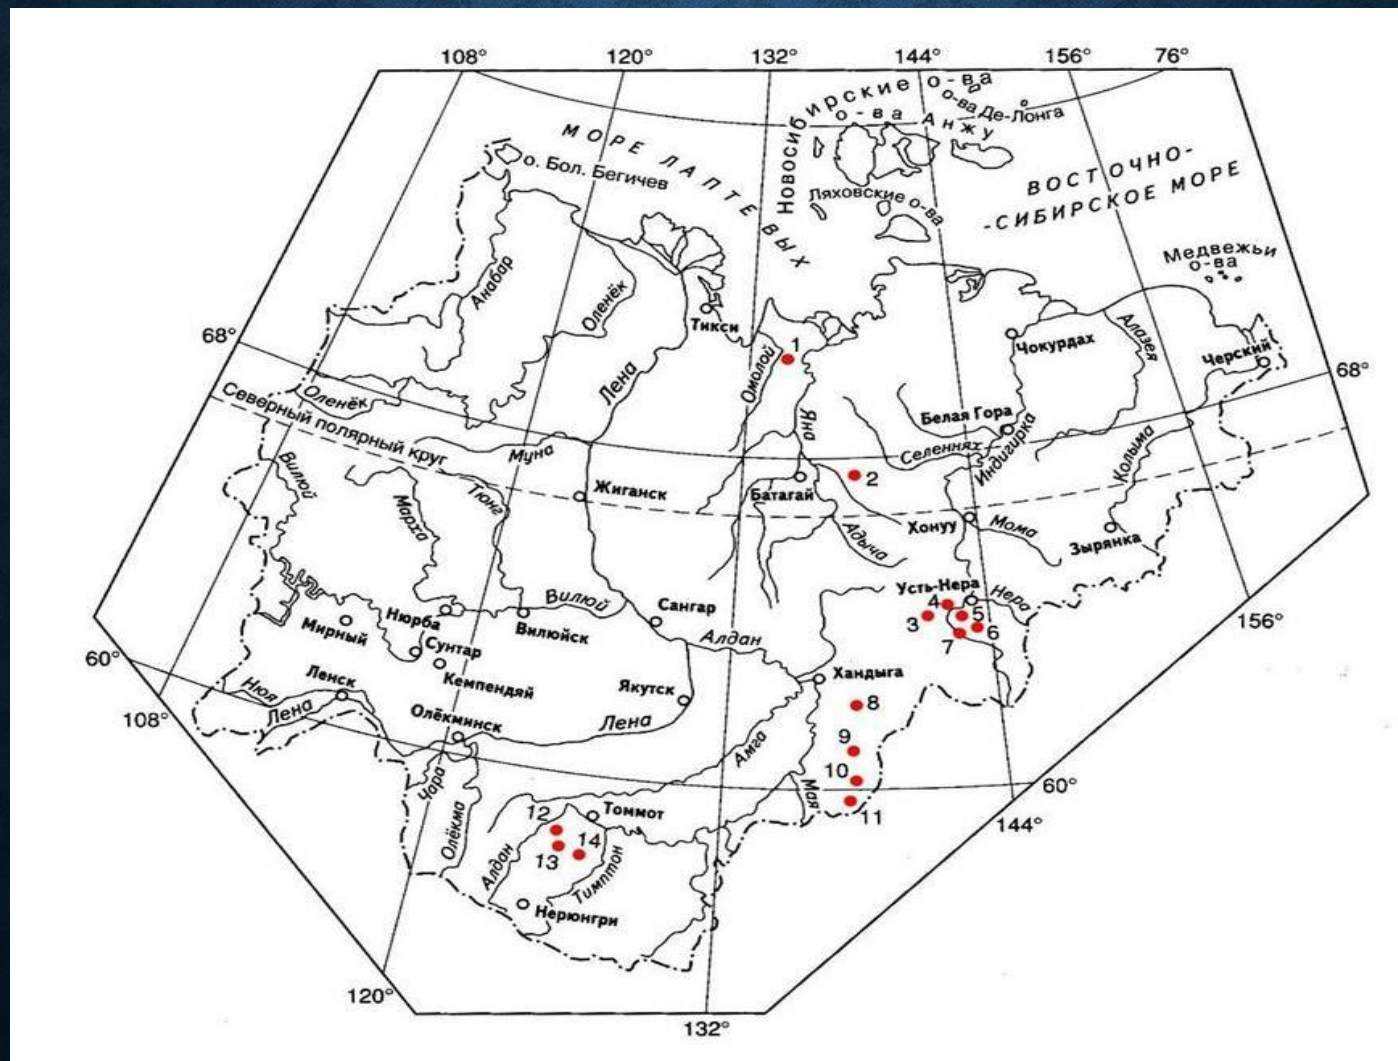 108°
120°
132°
144°
156°
76°
Новосибирские о-ва
о-ва Де-Лонга
о-ва Анжу
МОРЕ ЛАПТЕВЫХ
о. Бол. Бегичев
Ляховские о-ва
ВОСТОЧНО-
-СИБИРСКОЕ МОРЕ
Медвежьи
о-ва
Анабар
Оленёк
Тикси
Лена
Омолой
1
Яна
Чокурдах
Алазея
Черский
68°
68°
Оленёк
Северный полярный круг
Муна
Белая Гора
Селеннях
Индигирка
Колыма
Вилюй
Марха
Тюнг
Жиганск
Батагай
2
Адыча
Хонуу
Мома
Зырянка
Усть-Нера
Нера
3
4
5
6
7
156°
Мирный
Нюрба
Вилюй
Вилюйск
Сангар
Алдан
Сунтар
Кемпендяй
60°
Нюя
Ленск
Лена
108°
Олёкминск
Лена
Якутск
Хандыга
8
9
10
11
Амга
Мая
60°
144°
Чара
Олёкма
12
13
14
Томмот
Алдан
Тимптон
Нерюнгри
120°
132°